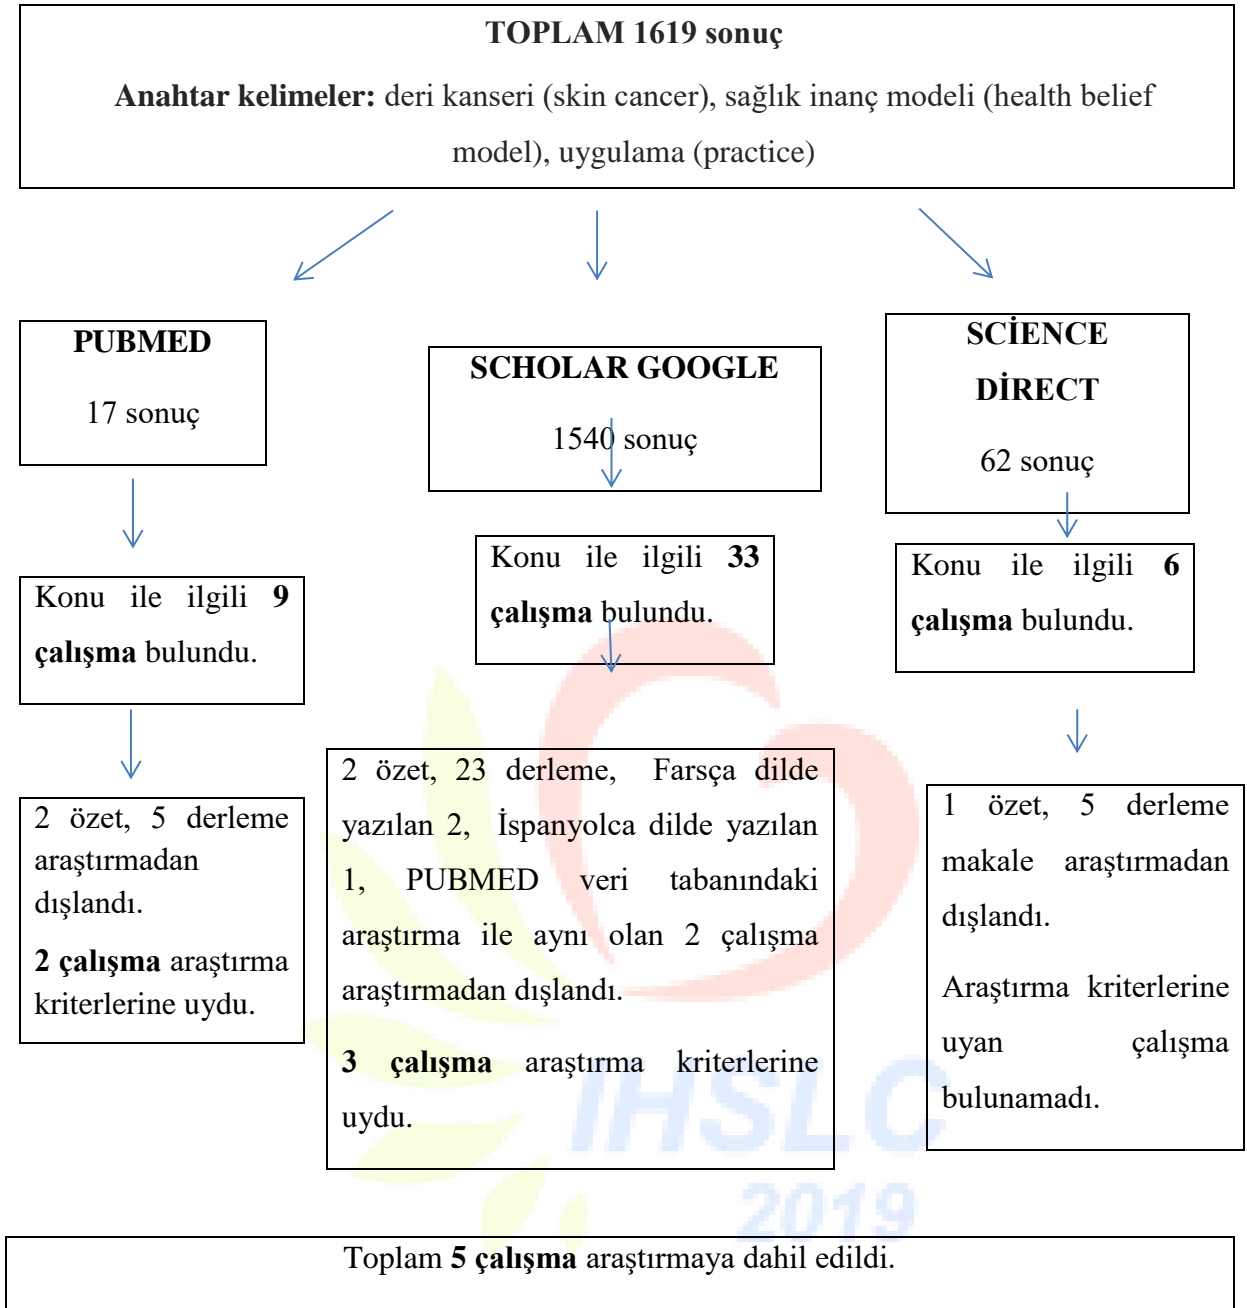 TOPLAM 1619 sonuç
Anahtar kelimeler: deri kanseri (skin cancer), sağlık inanç modeli (health belief
model), uygulama (practice)
PUBMED
17 sonuç
SCHOLAR GOOGLE
1540 sonuç
SCİENCE
DİRECT
62 sonuç
Konu ile ilgili 9
çalışma bulundu.
Konu ile ilgili 33
çalışma bulundu.
Konu ile ilgili 6
çalışma bulundu.
2 özet, 5 derleme
araştırmadan
dışlandı.
2 çalışma araştırma
kriterlerine uydu.
2 özet, 23 derleme, Farsça dilde
yazılan 2, İspanyolca dilde yazılan
1, PUBMED veri tabanındaki
araştırma ile aynı olan 2 çalışma
araştırmadan dışlandı.
3 çalışma araştırma kriterlerine
uydu.
1 özet, 5 derleme
makale araştırmadan
dışlandı.
Araştırma kriterlerine
uyan çalışma
bulunamadı.
IHSLC
2019
Toplam 5 çalışma araştırmaya dahil edildi.